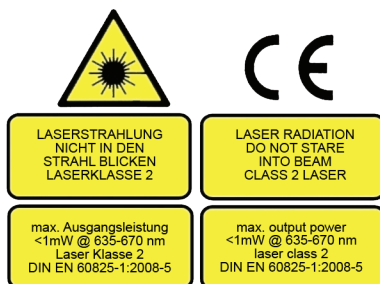 CE
LASERSTRAHLUNG
NICHT IN DEN
STRAHL BLICKEN
LASERKLASSE 2
LASER RADIATION
DO NOT STARE
INTO BEAM
CLASS 2 LASER
max. Ausgangsleistung
<1mW @ 635-670 nm
Laser Klasse 2
DIN EN 60825-1:2008-5
max. output power
<1mW @ 635-670 nm
laser class 2
DIN EN 60825-1:2008-5